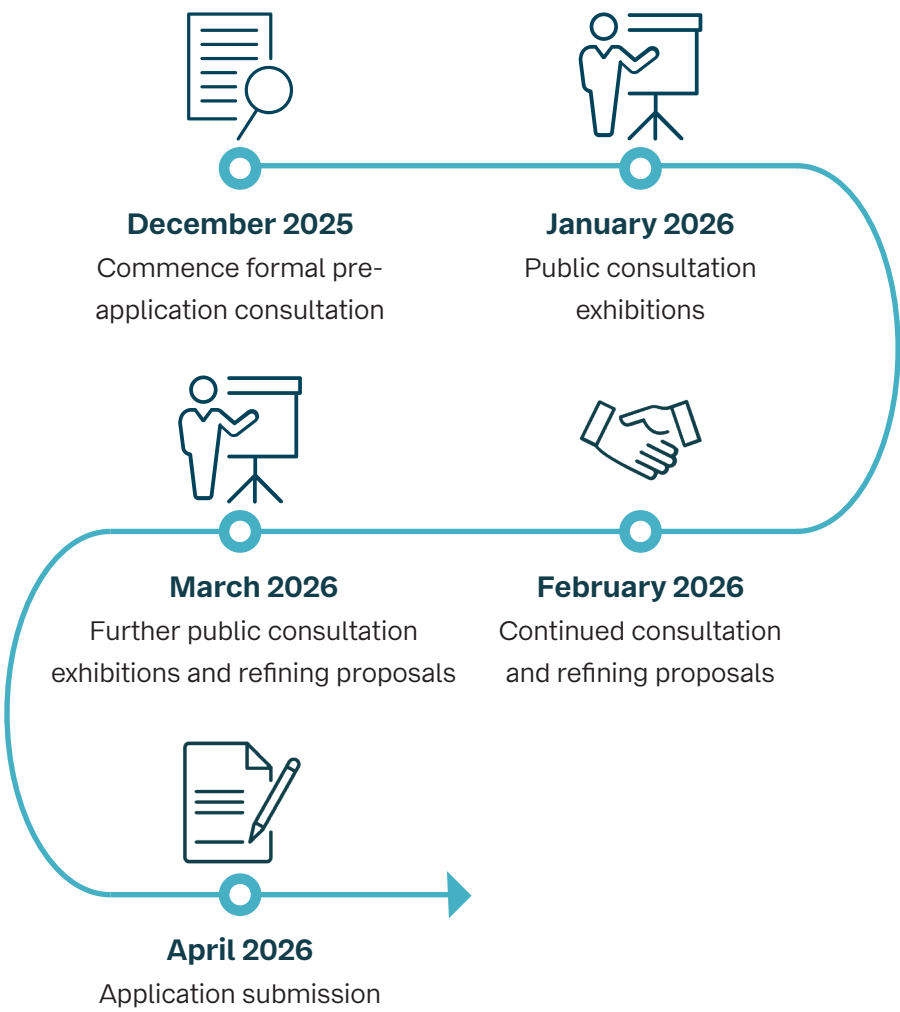 December 2025
Commence formal pre-
application consultation
January 2026
Public consultation
exhibitions
February 2026
Continued consultation
and refining proposals
March 2026
Further public consultation
exhibitions and refining proposals
April 2026
Application submission